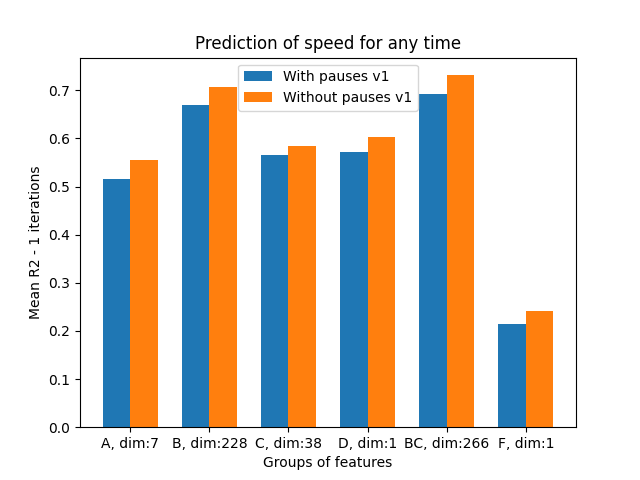 Prediction of speed for any time
With pauses v1
Without pauses v1
Mean R2 - 1 iterations
0.7
0.6
0.5
0.4
0.3
0.2
0.1
0.0
A, dim:7 B, dim:228 C, dim:38 D, dim:1 BC, dim:266 F, dim:1
Groups of features